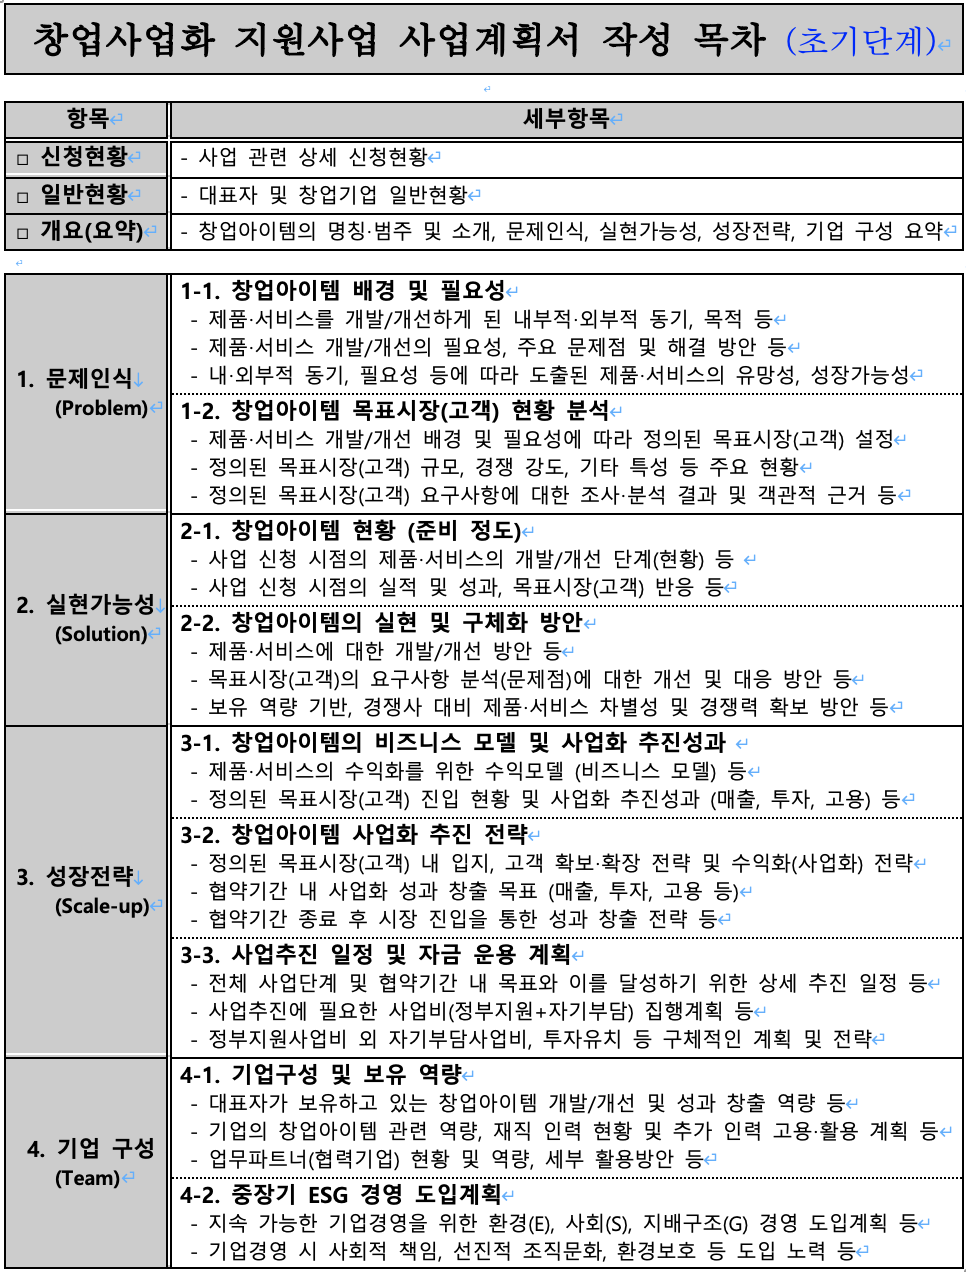 창업사업화 지원사업 사업계획서 작성 목차 (초기단계)
항목 세부항목
□ 신청현황 - 사업 관련 상세 신청현황
□ 일반현황 - 대표자 및 창업기업 일반현황
□ 개요(요약) - 창업아이템의 명칭·범주 및 소개, 문제인식, 실현가능성, 성장전략, 기업 구성 요약
1. 문제인식
(Problem)
1-1. 창업아이템 배경 및 필요성
- 제품·서비스를 개발/개선하게 된 내부적·외부적 동기, 목적 등
- 제품·서비스 개발/개선의 필요성, 주요 문제점 및 해결 방안 등
- 내·외부적 동기, 필요성 등에 따라 도출된 제품·서비스의 유망성, 성장가능성
1-2. 창업아이템 목표시장(고객) 현황 분석
- 제품·서비스 개발/개선 배경 및 필요성에 따라 정의된 목표시장(고객) 설정
- 정의된 목표시장(고객) 규모, 경쟁 강도, 기타 특성 등 주요 현황
- 정의된 목표시장(고객) 요구사항에 대한 조사·분석 결과 및 객관적 근거 등
2. 실현가능성
(Solution)
2-1. 창업아이템 현황 (준비 정도)
- 사업 신청 시점의 제품·서비스의 개발/개선 단계(현황) 등
- 사업 신청 시점의 실적 및 성과, 목표시장(고객) 반응 등
2-2. 창업아이템의 실현 및 구체화 방안
- 제품·서비스에 대한 개발/개선 방안 등
- 목표시장(고객)의 요구사항 분석(문제점)에 대한 개선 및 대응 방안 등
- 보유 역량 기반, 경쟁사 대비 제품·서비스 차별성 및 경쟁력 확보 방안 등
3. 성장전략
(Scale-up)
3-1. 창업아이템의 비즈니스 모델 및 사업화 추진성과
- 제품·서비스의 수익화를 위한 수익모델 (비즈니스 모델) 등
- 정의된 목표시장(고객) 진입 현황 및 사업화 추진성과 (매출, 투자, 고용) 등
3-2. 창업아이템 사업화 추진 전략
- 정의된 목표시장(고객) 내 입지, 고객 확보·확장 전략 및 수익화(사업화) 전략
- 협약기간 내 사업화 성과 창출 목표 (매출, 투자, 고용 등)
- 협약기간 종료 후 시장 진입을 통한 성과 창출 전략 등
3-3. 사업추진 일정 및 자금 운용 계획
- 전체 사업단계 및 협약기간 내 목표와 이를 달성하기 위한 상세 추진 일정 등
- 사업추진에 필요한 사업비(정부지원+자기부담) 집행계획 등
- 정부지원사업비 외 자기부담사업비, 투자유치 등 구체적인 계획 및 전략
4. 기업 구성
(Team)
4-1. 기업구성 및 보유 역량
- 대표자가 보유하고 있는 창업아이템 개발/개선 및 성과 창출 역량 등
- 기업의 창업아이템 관련 역량, 재직 인력 현황 및 추가 인력 고용·활용 계획 등
- 업무파트너(협력기업) 현황 및 역량, 세부 활용방안 등
4-2. 중장기 ESG 경영 도입계획
- 지속 가능한 기업경영을 위한 환경(E), 사회(S), 지배구조(G) 경영 도입계획 등
- 기업경영 시 사회적 책임, 선진적 조직문화, 환경보호 등 도입 노력 등